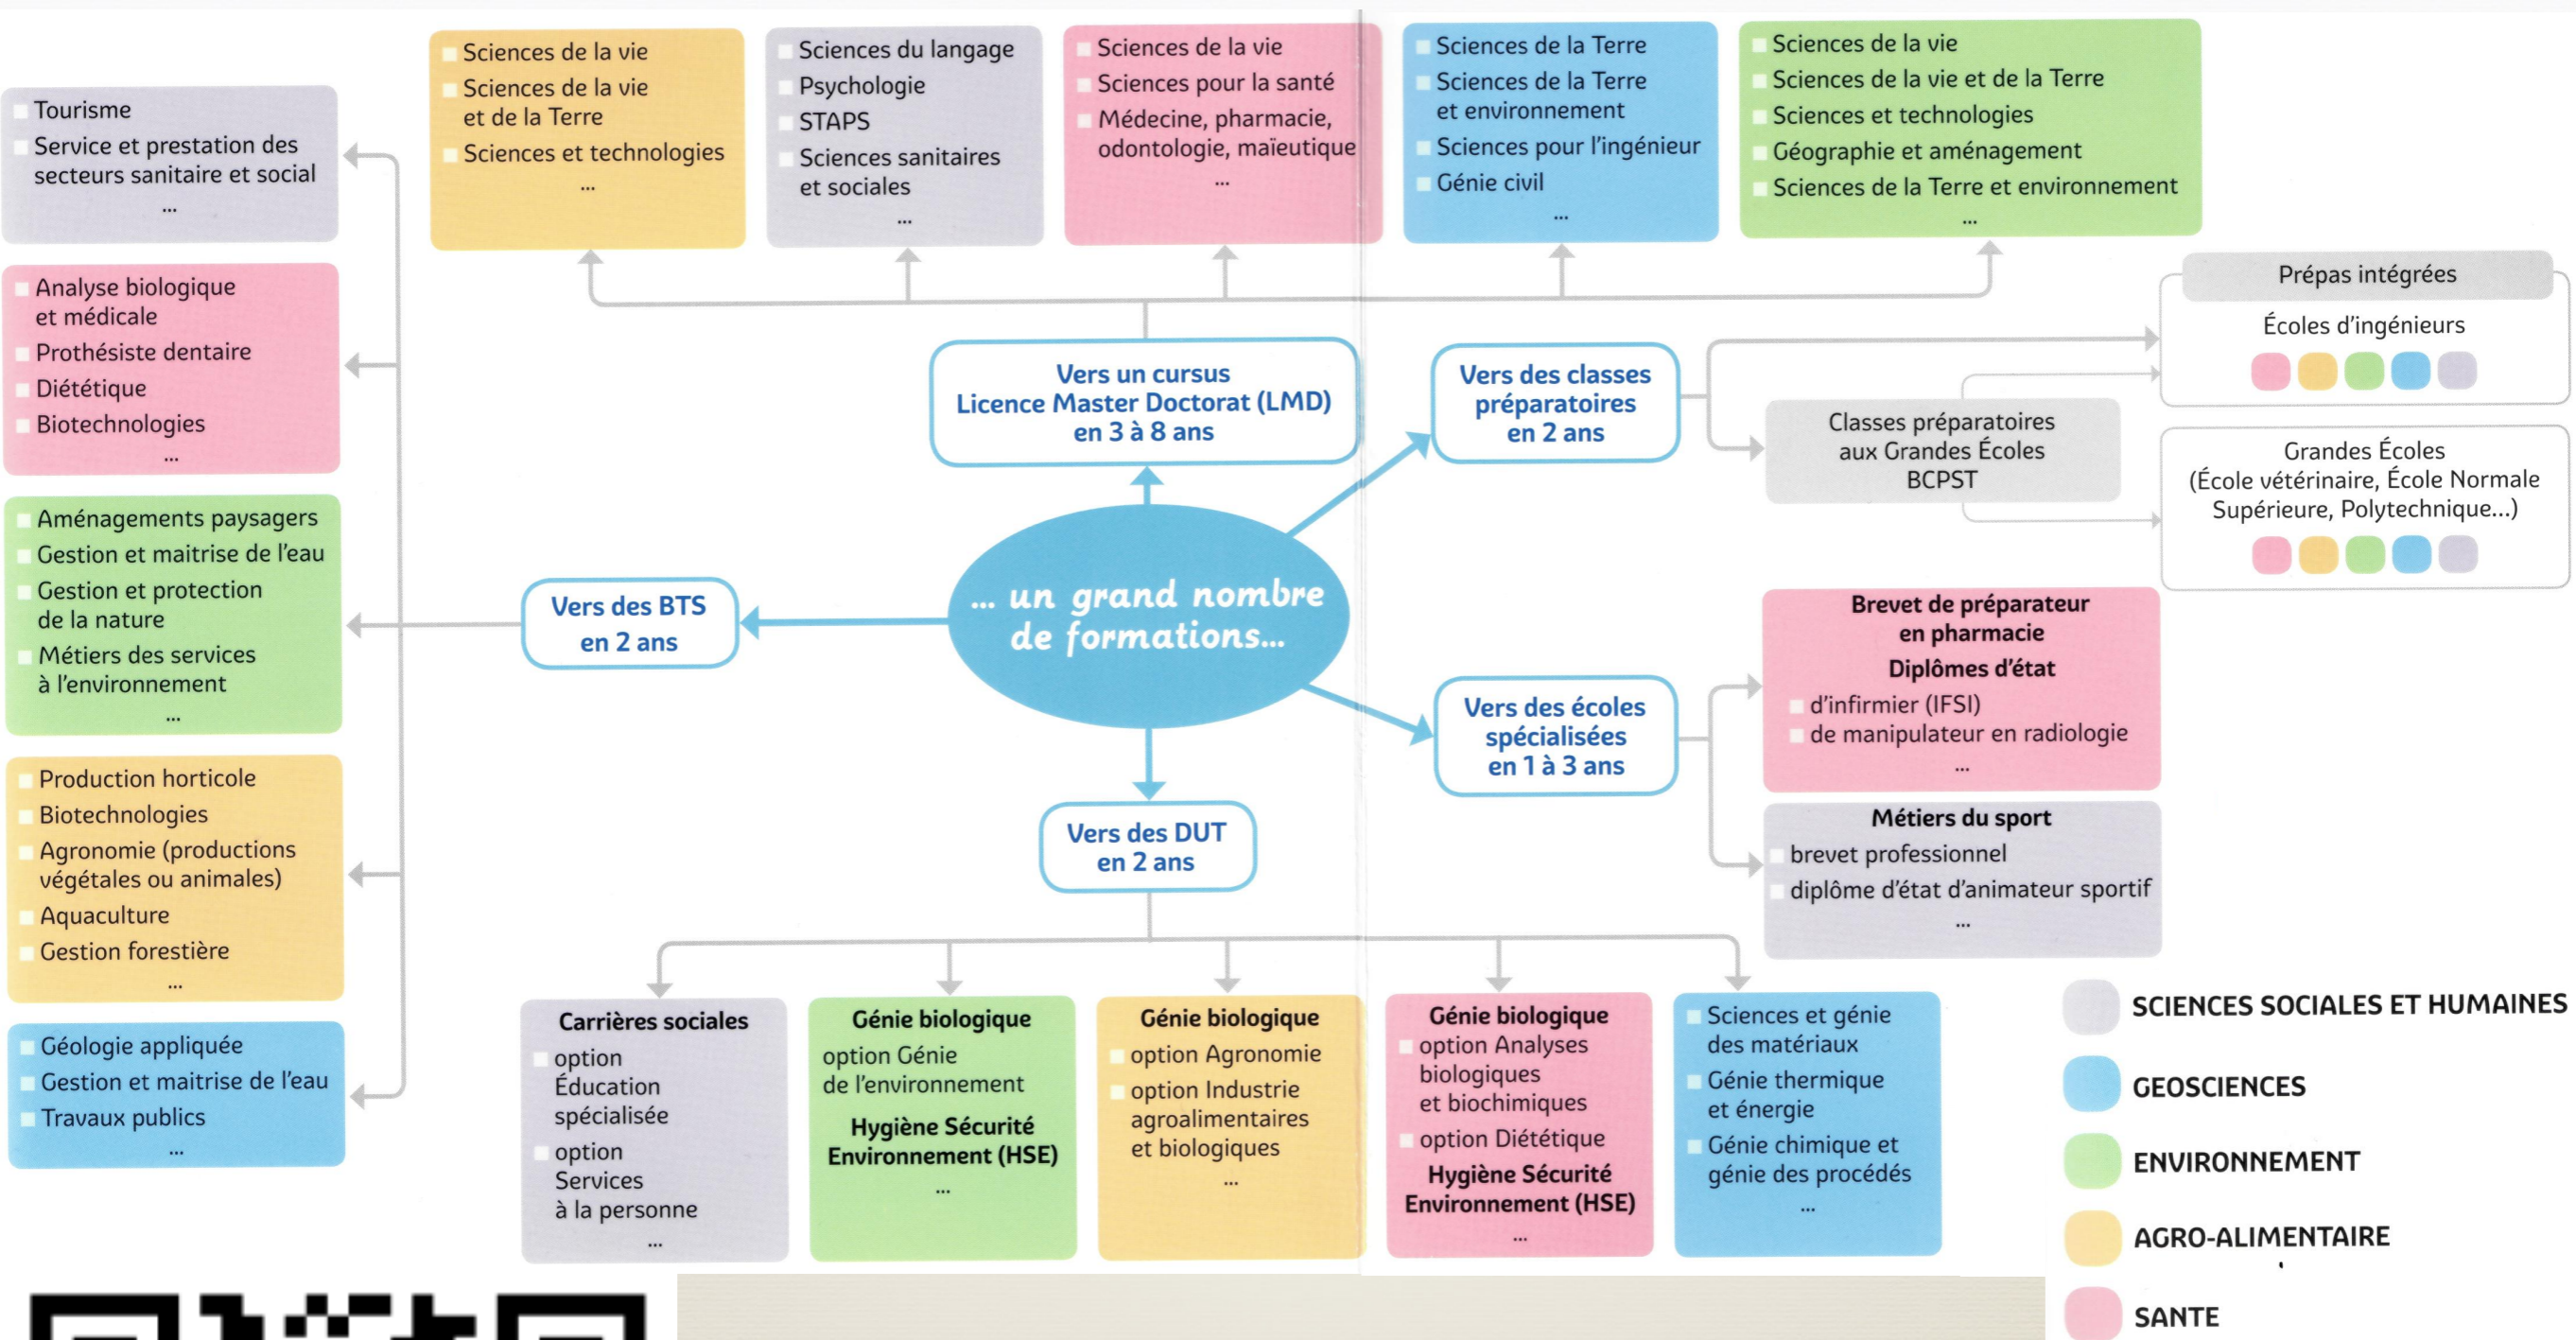 Tourisme
Service et prestation des
secteurs sanitaire et social
...
Analyse biologique
et médicale
Prothésiste dentaire
Diététique
Biotechnologies
...
Aménagements paysagers
Gestion et maitrise de l'eau
Gestion et protection
de la nature
Métiers des services
à l'environnement
...
Production horticole
Biotechnologies
Agronomie (productions
végétales ou animales)
Aquaculture
Gestion forestière
...
Géologie appliquée
Gestion et maitrise de l'eau
Travaux publics
...
Sciences de la vie
Sciences de la vie
et de la Terre
Sciences et technologies
...
Sciences du langage
Psychologie
STAPS
Sciences sanitaires
et sociales
...
Sciences de la vie
Sciences pour la santé
Médecine, pharmacie,
odontologie, maïeutique
...
Sciences de la Terre
Sciences de la Terre
et environnement
Sciences pour l'ingénieur
Génie civil
...
Sciences de la vie
Sciences de la vie et de la Terre
Sciences et technologies
Géographie et aménagement
Sciences de la Terre et environnement
...
Vers un cursus
Licence Master Doctorat (LMD)
en 3 à 8 ans
Vers des classes
préparatoires
en 2 ans
Classes préparatoires
aux Grandes Écoles
BCPST
Prépas intégrées
Écoles d'ingénieurs
Grandes Écoles
(École vétérinaire, École Normale
Supérieure, Polytechnique...)
Vers des BTS
en 2 ans
... un grand nombre
de formations...
Vers des écoles
spécialisées
en 1 à 3 ans
Brevet de préparateur
en pharmacie
Diplômes d'état
d'infirmier (IFSI)
de manipulateur en radiologie
...
Métiers du sport
brevet professionnel
diplôme d'état d'animateur sportif
...
Vers des DUT
en 2 ans
Carrières sociales
option
Éducation
spécialisée
option
Services
à la personne
...
Génie biologique
option Génie
de l'environnement
Hygiène Sécurité
Environnement (HSE)
...
Génie biologique
option Agronomie
option Industrie
agroalimentaires
et biologiques
...
Génie biologique
option Analyses
biologiques
et biochimiques
option Diététique
Hygiène Sécurité
Environnement (HSE)
...
Sciences et génie
des matériaux
Génie thermique
et énergie
Génie chimique et
génie des procédés
...
SCIENCES SOCIALES ET HUMAINES
GEOSCIENCES
ENVIRONNEMENT
AGRO-ALIMENTAIRE
SANTE